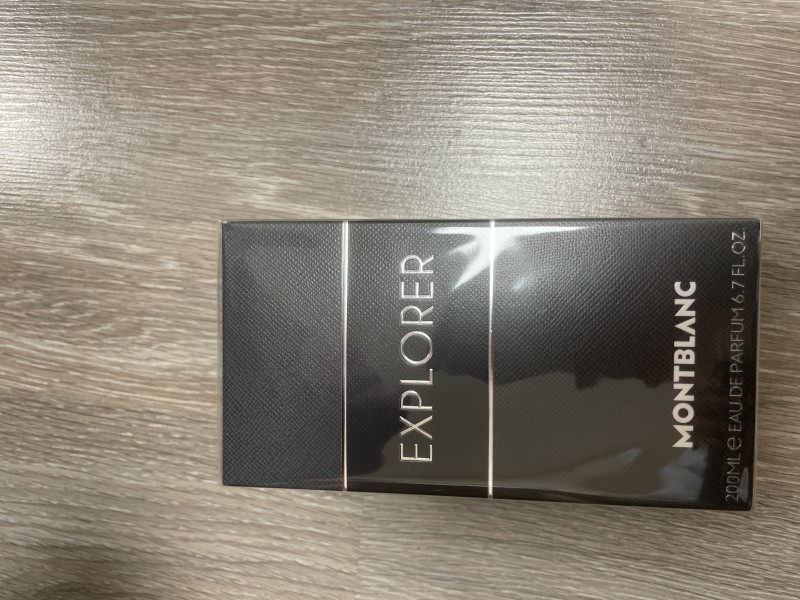 EXPLORER
MONTBLANC
200ML e EAU DE PARFUM 6.7 FL.OZ.